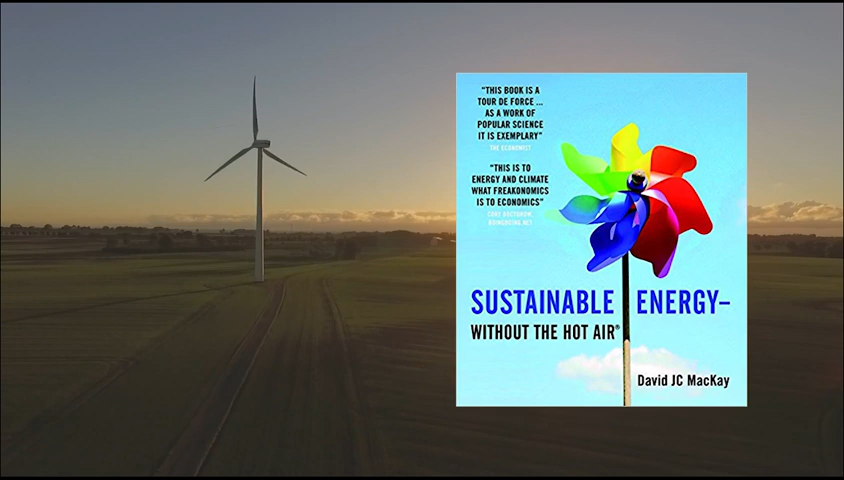 "THIS BOOK IS A
TOUR DE FORCE ...
AS A WORK OF
POPULAR SCIENCE
IT IS EXEMPLARY"
THE ECONOMIST
"THIS IS TO
ENERGY AND CLIMATE
WHAT FREAKONOMICS
IS TO ECONOMICS"
CORY DOCTOROW,
BOINGBOING.NET
SUSTAINABLE ENERGY–
WITHOUT THE HOT AIR®
David JC MacKay